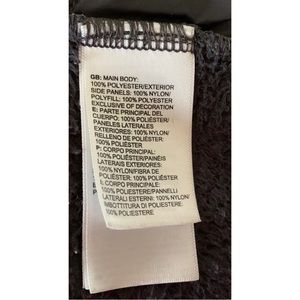 GB: MAIN BODY:
100% POLYESTER/EXTERIOR
SIDE PANELS: 100% NYLON/
POLYFILL: 100% POLYESTER
EXCLUSIVE OF DECORATION
E: PARTE PRINCIPAL DEL
CUERPO: 100% POLIÉSTER/
PANELES LATERALES
EXTERIORES: 100% NYLON/
RELLENO DE POLIÉSTER:
100% POLIÉSTER
P: CORPO PRINCIPAL:
100% POLIÉSTER/PAINÉIS
LATERAIS EXTERIORES:
100% NYLON/FIBRA DE
POLIÉSTER: 100% POLIÉSTER
I: CORPO PRINCIPALE:
100% POLIESTERE/PANNELLI
LATERALI ESTERNI: 100% NYLON/
IMBOTTITURA DI POLIESTERE:
100% POLIESTERE